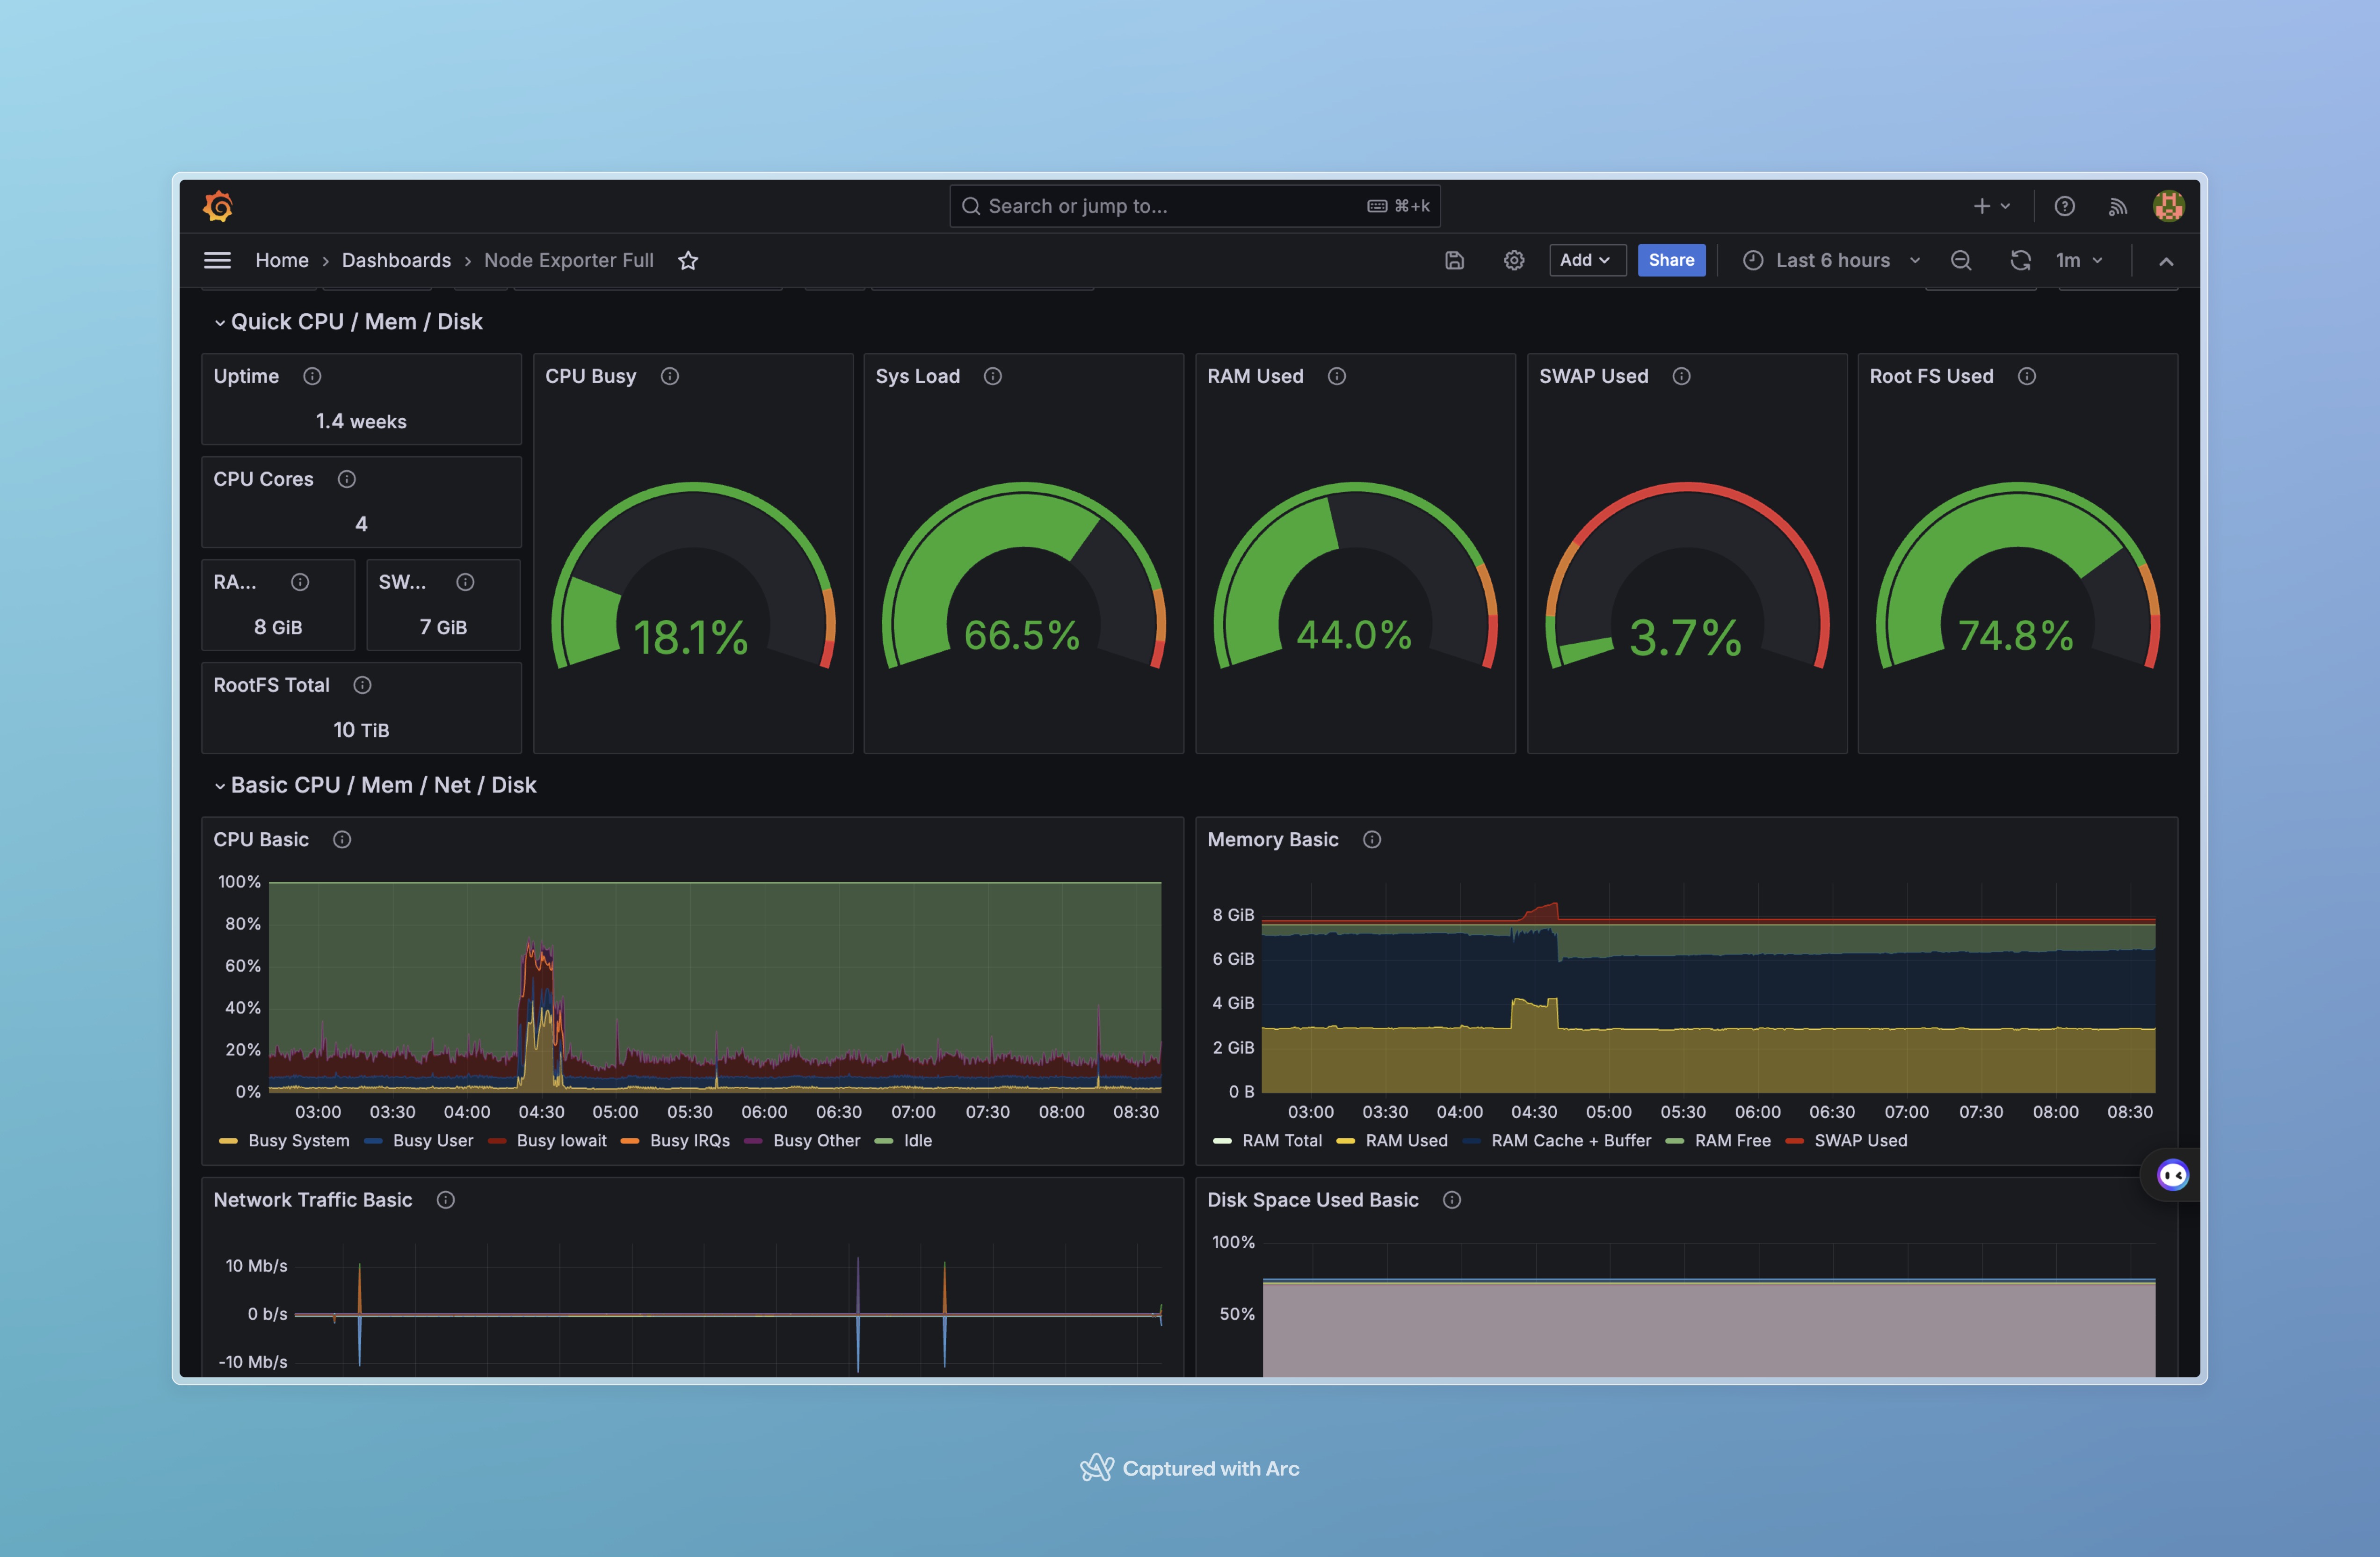 Search or jump to...
⌘+k
Home › Dashboards › Node Exporter Full
Add
Share
Last 6 hours
1m
Quick CPU / Mem / Disk
Uptime
1.4 weeks
CPU Cores
4
RA...
8 GiB
SW...
7 GiB
RootFS Total
10 TiB
CPU Busy
18.1%
Sys Load
66.5%
RAM Used
44.0%
SWAP Used
3.7%
Root FS Used
74.8%
Basic CPU / Mem / Net / Disk
CPU Basic
100%
80%
60%
40%
20%
0%
03:00 03:30 04:00 04:30 05:00 05:30 06:00 06:30 07:00 07:30 08:00 08:30
Busy System Busy User Busy Iowait Busy IRQs Busy Other Idle
Memory Basic
8 GiB
6 GiB
4 GiB
2 GiB
0 B
03:00 03:30 04:00 04:30 05:00 05:30 06:00 06:30 07:00 07:30 08:00 08:30
RAM Total RAM Used RAM Cache + Buffer RAM Free SWAP Used
Network Traffic Basic
10 Mb/s
0 b/s
-10 Mb/s
Disk Space Used Basic
100%
50%
Captured with Arc